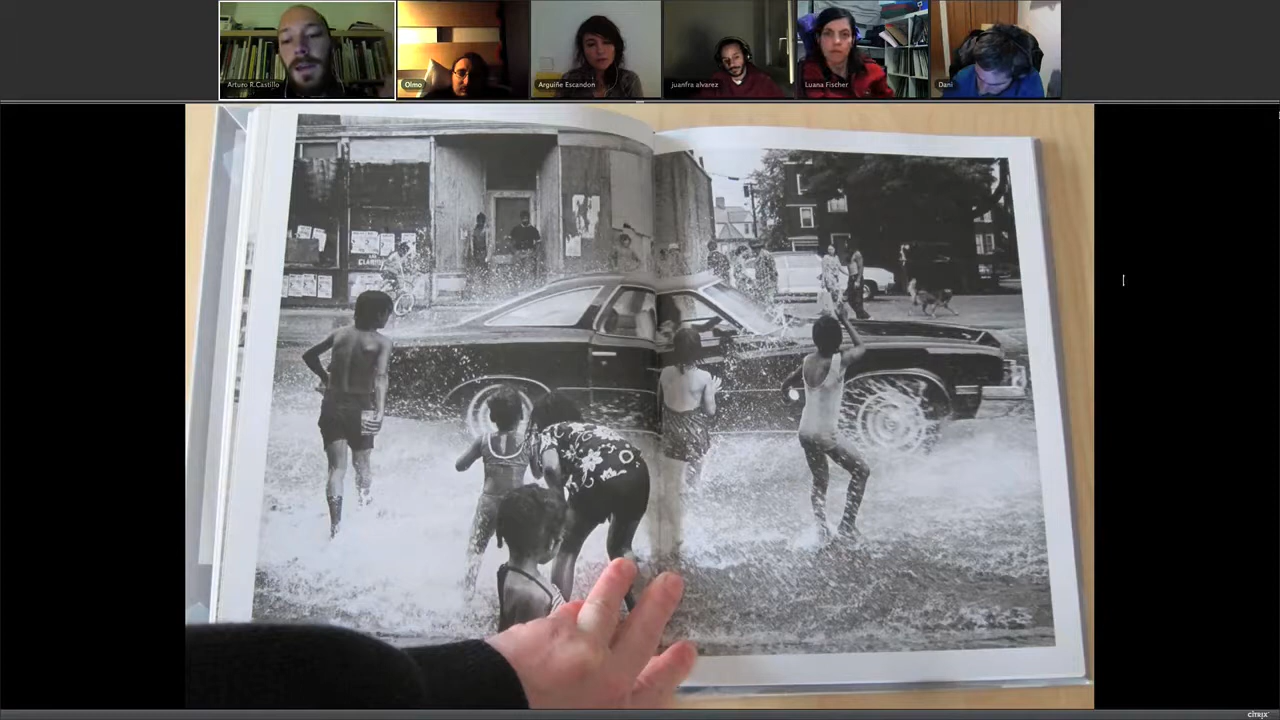 Arturo R.Castillo
Olmo
Arguiñe Escandon
juanfra alvarez
Luana Fischer
Dani
CITRIX